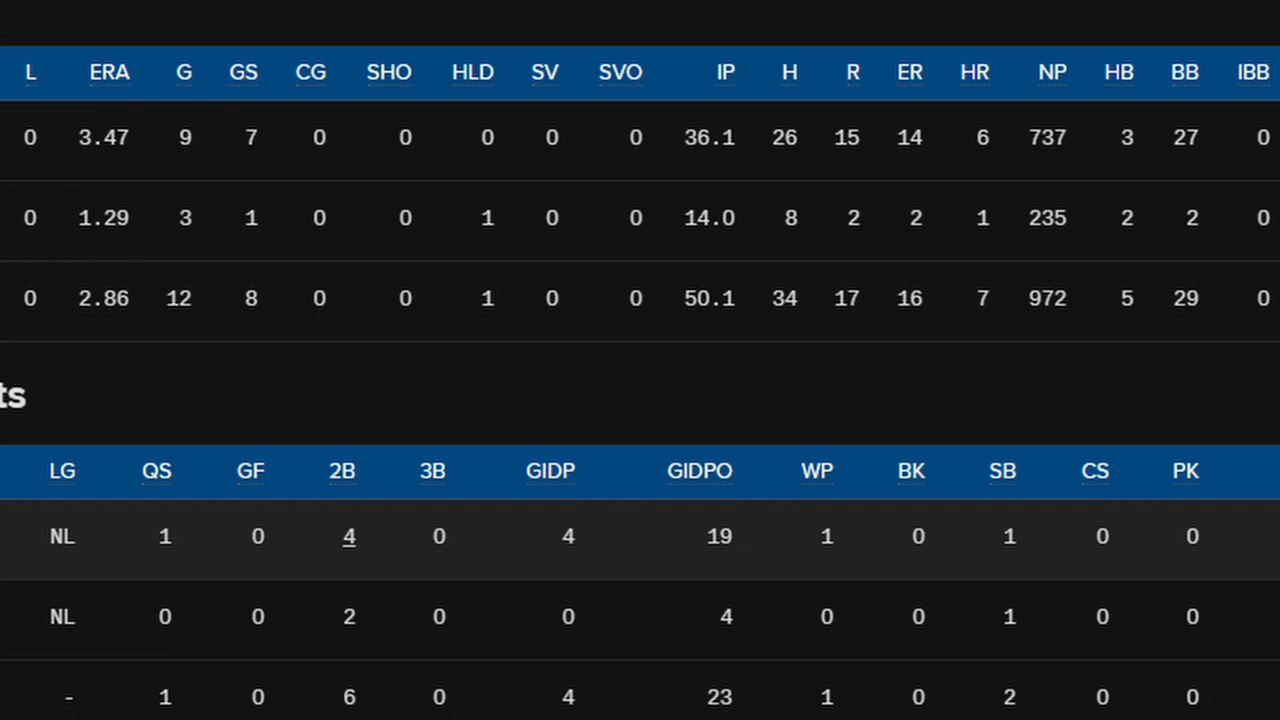 L ERA G GS CG SHO HLD SV SVO IP H R ER HR NP HB BB IBB
0 3.47 9 7 0 0 0 0 0 36.1 26 15 14 6 737 3 27 0
0 1.29 3 1 0 0 1 0 0 14.0 8 2 2 1 235 2 2 0
0 2.86 12 8 0 0 1 0 0 50.1 34 17 16 7 972 5 29 0
ts
LG QS GF 2B 3B GIDP GIDPO WP BK SB CS PK
NL 1 0 4 0 4 19 1 0 1 0 0
NL 0 0 2 0 0 4 0 0 1 0 0
- 1 0 6 0 4 23 1 0 2 0 0